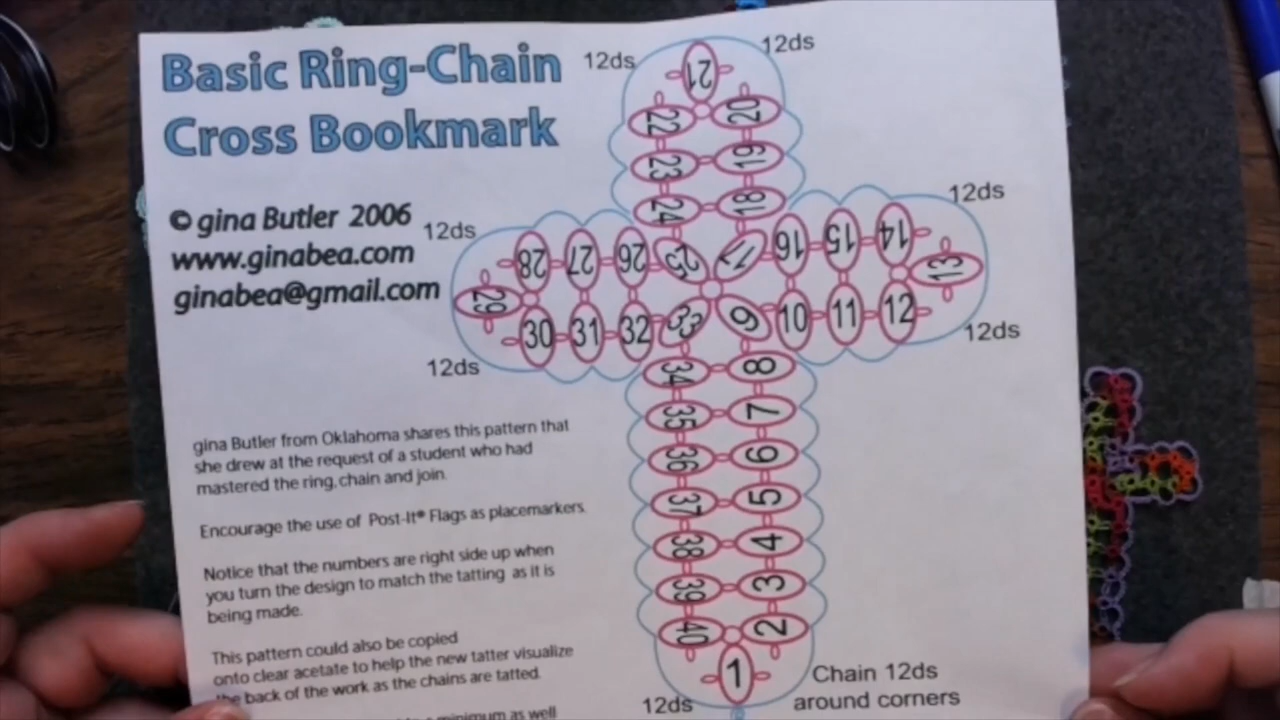 Basic Ring-Chain
Cross Bookmark
© gina Butler 2006
www.ginabea.com
ginabea@gmail.com
12ds
12ds
21
22
20
23
19
24
18
12ds
12ds
28
27
26
25
17
16
15
14
29
13
30
31
32
33
9
10
11
12
12ds
12ds
34
8
35
7
36
6
37
5
38
4
39
3
40
2
1
12ds
Chain 12ds
around corners
gina Butler from Oklahoma shares this pattern that
she drew at the request of a student who had
mastered the ring, chain and join.
Encourage the use of Post-It® Flags as placemarkers.
Notice that the numbers are right side up when
you turn the design to match the tatting as it is
being made.
This pattern could also be copied
onto clear acetate to help the new tatter visualize
the back of the work as the chains are tatted.
minimum as well